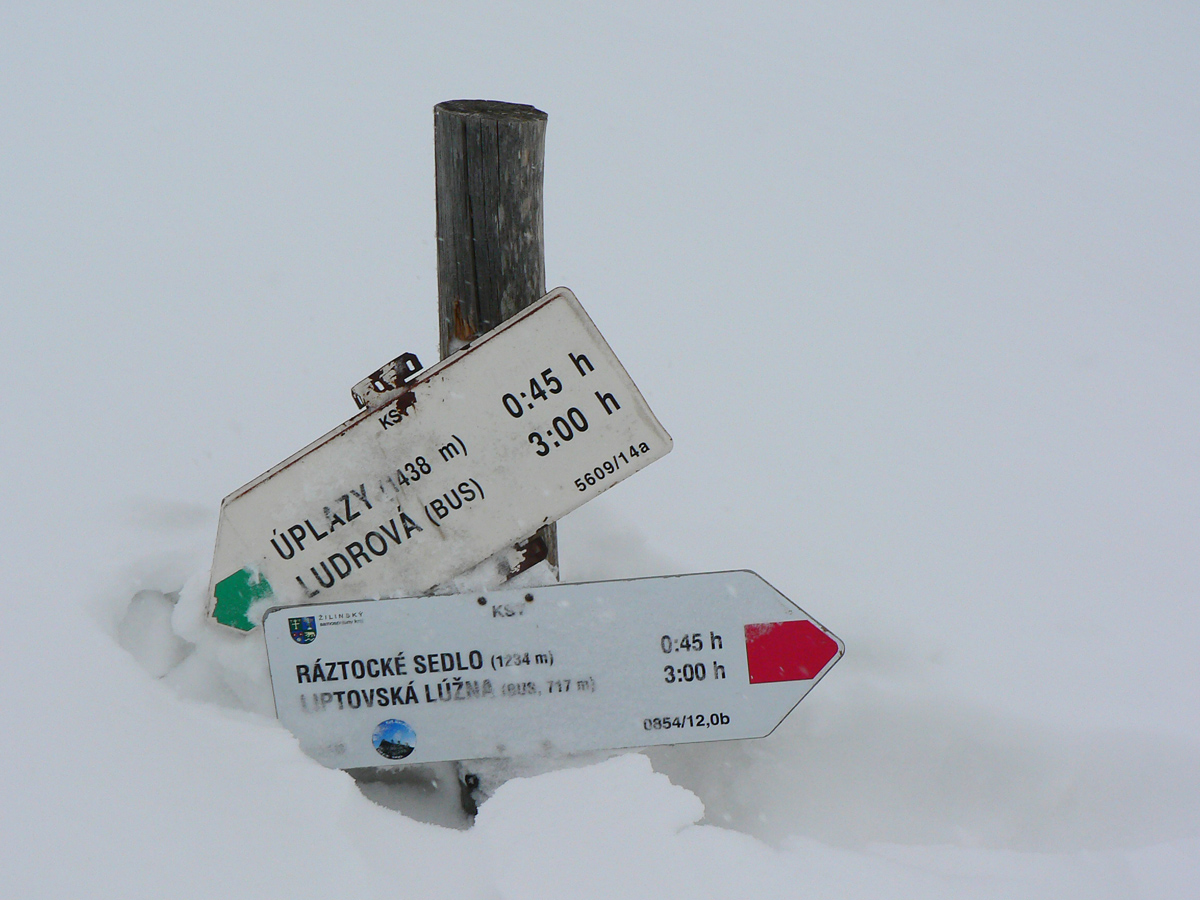 KST
ÚPLAZY (1438 m) 0:45 h
LUDROVÁ (BUS) 3:00 h
5609/14a
KST
ŽILINSKÝ
RÁZTOCKÉ SEDLO (1234 m) 0:45 h
LIPTOVSKÁ LÚŽNA (BUS, 717 m) 3:00 h
0854/12,0b